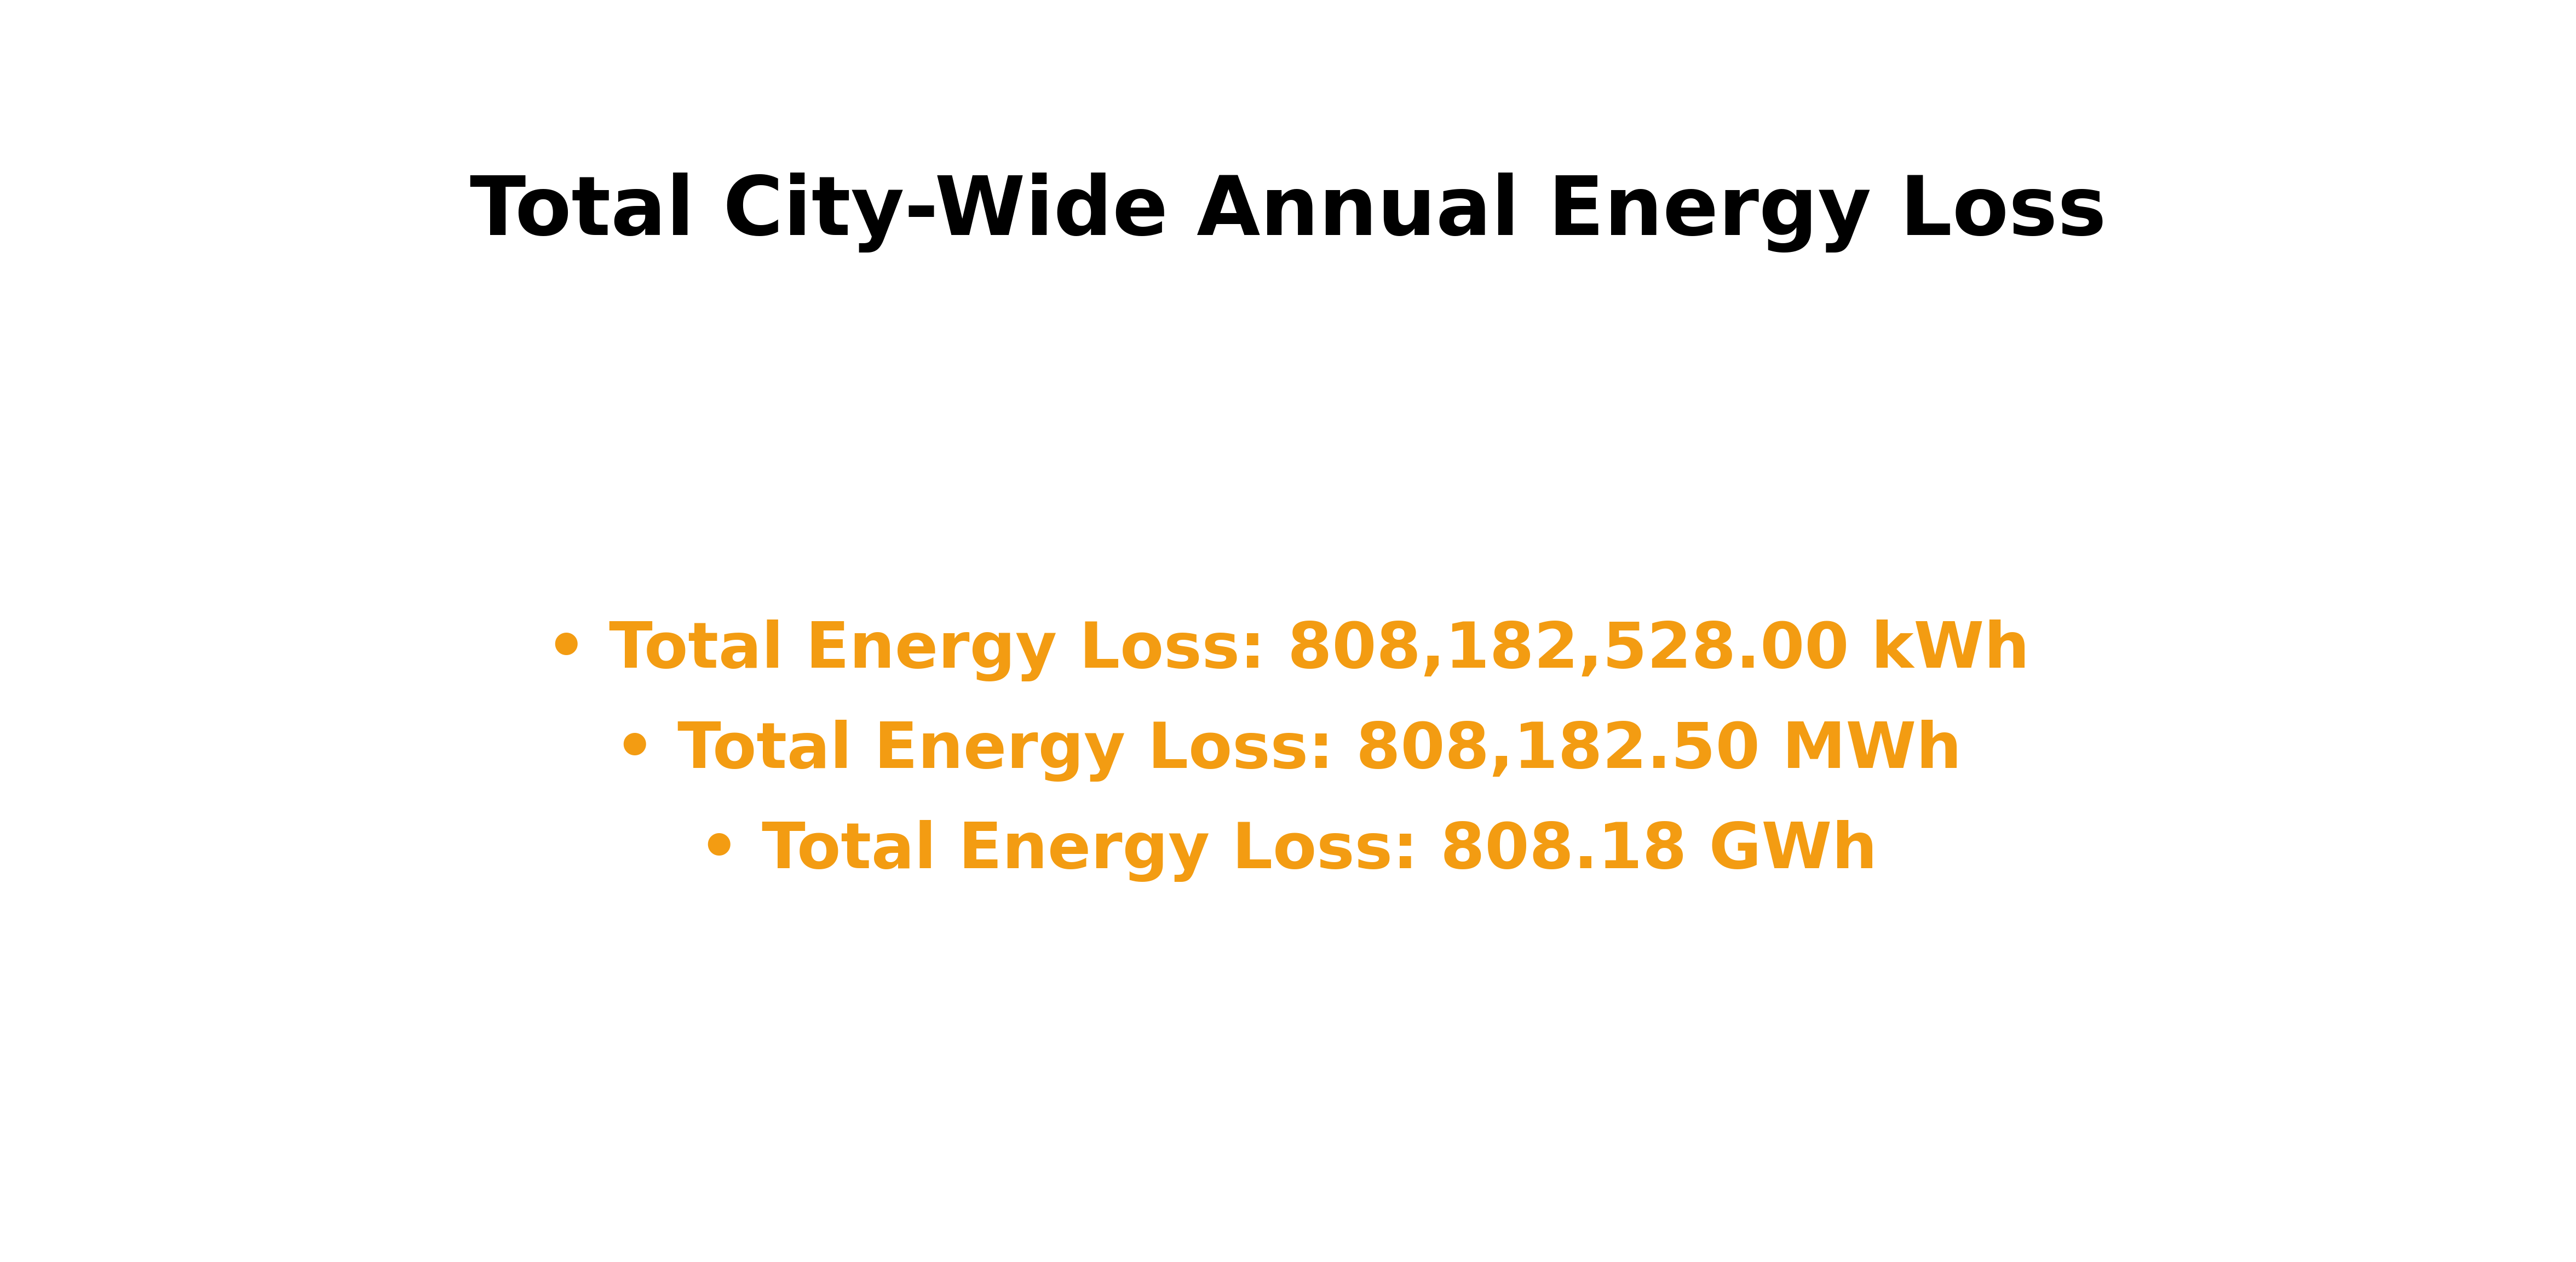 Total City-Wide Annual Energy Loss
• Total Energy Loss: 808,182,528.00 kWh
• Total Energy Loss: 808,182.50 MWh
• Total Energy Loss: 808.18 GWh